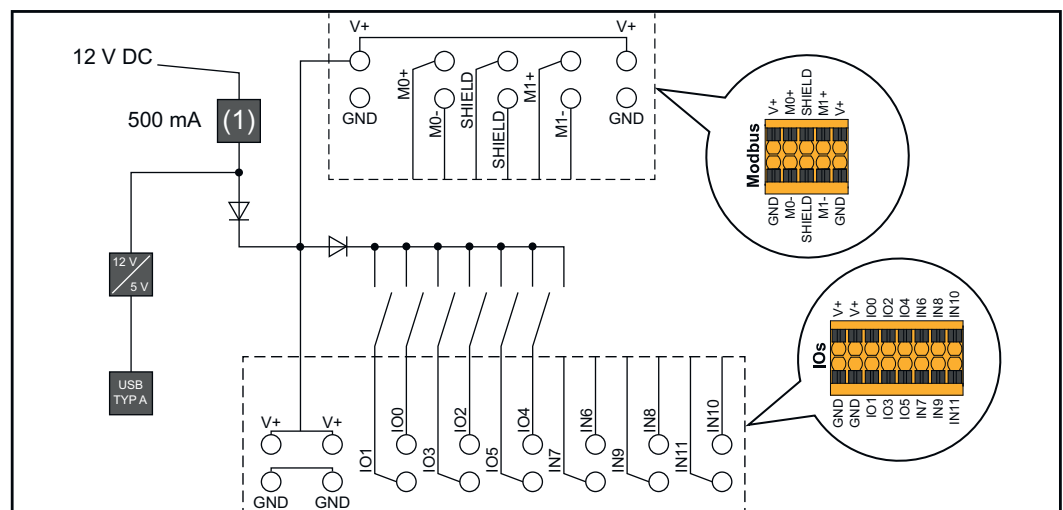 12 V DC
500 mA
(1)
12 V
5 V
USB
TYP A
V+
V+
GND
GND
M0+
M0-
SHIELD
SHIELD
M1+
M1-
Modbus
V+
M0+
SHIELD
M1+
V+
GND
M0-
SHIELD
M1-
GND
V+
V+
GND
GND
IO1
IO0
IO3
IO2
IO5
IO4
IN7
IN6
IN9
IN8
IN11
IN10
IOs
V+
V+
IO0
IO2
IO4
IN6
IN8
IN10
GND
GND
IO1
IO3
IO5
IN7
IN9
IN11